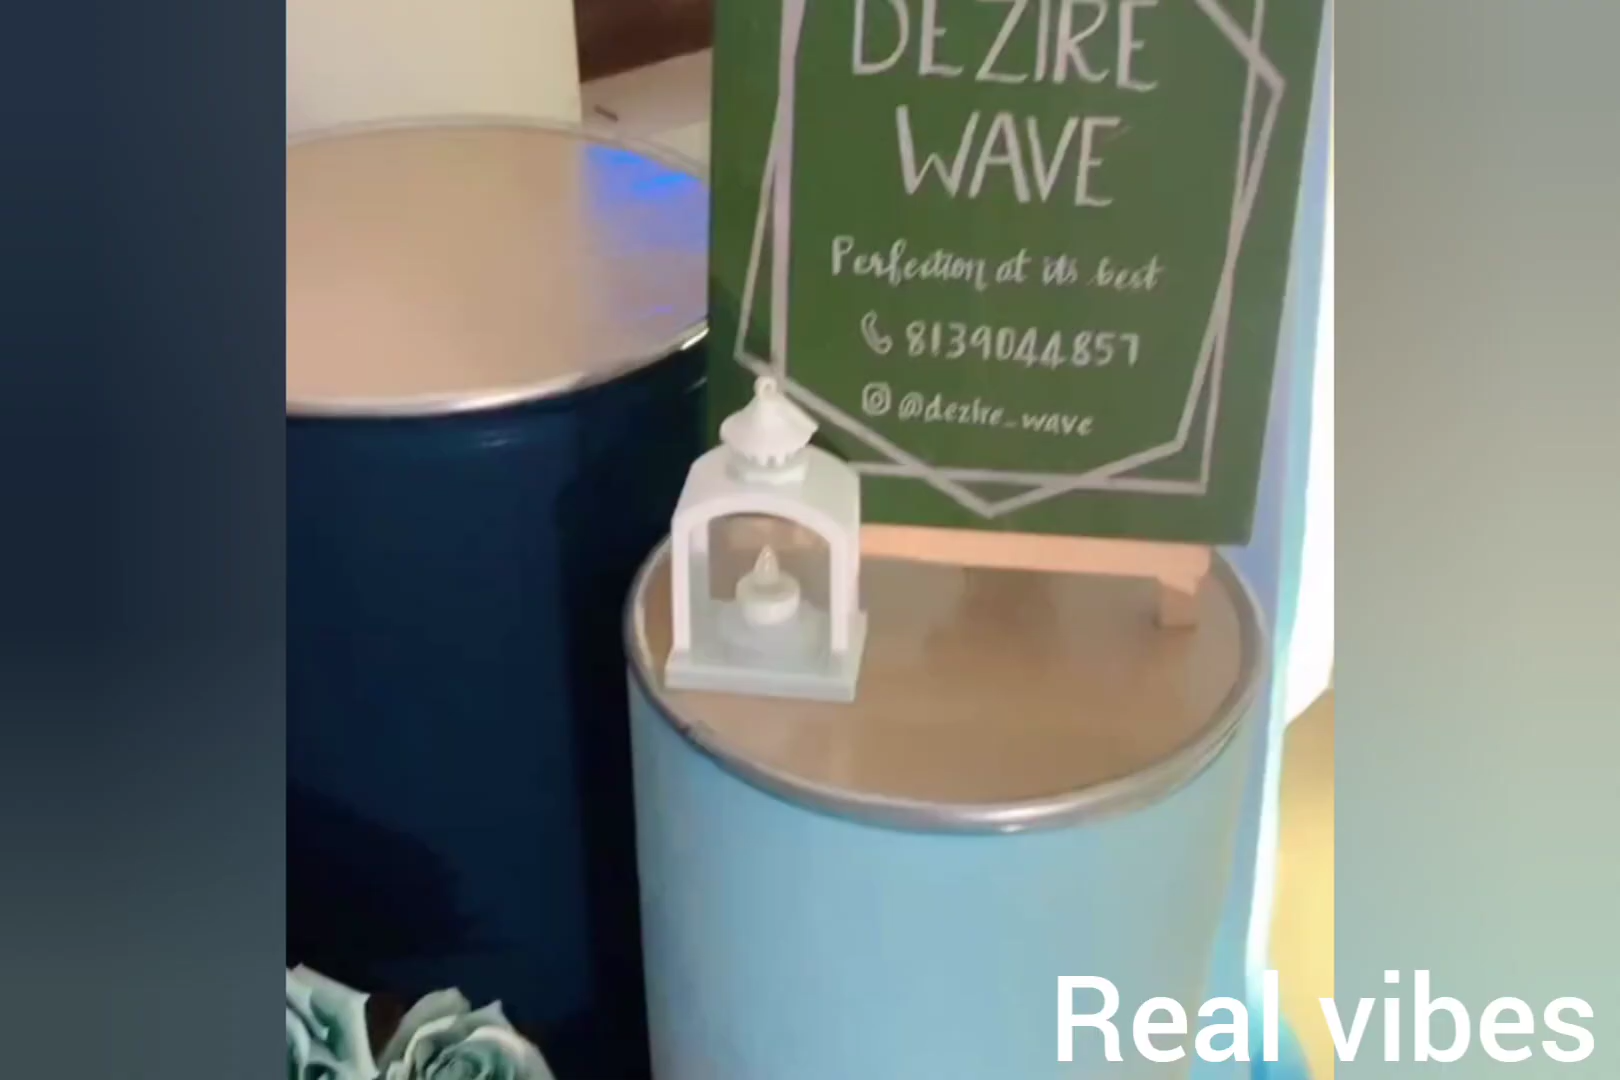 DEZIRE
WAVE
Perfection at its best
8139044857
@dezire_wave
Real vibes